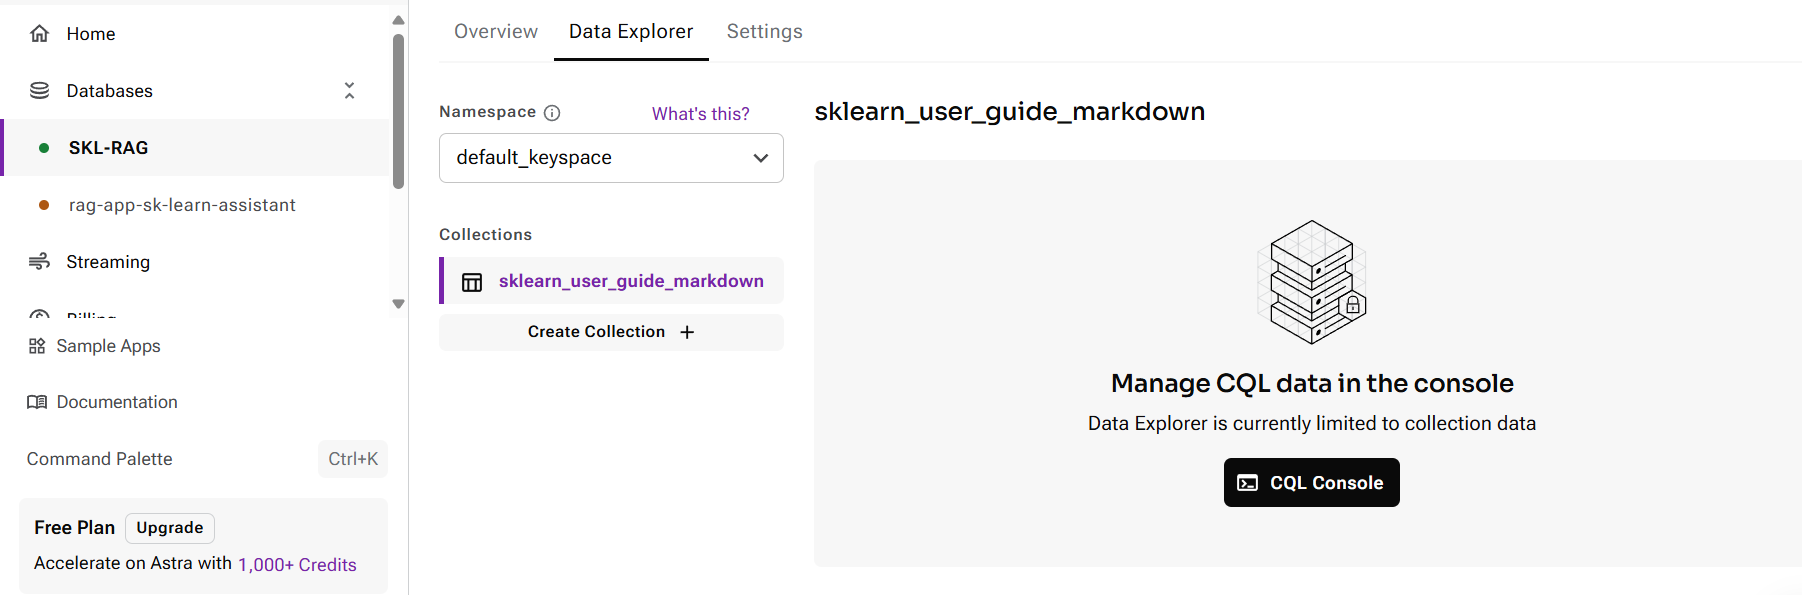 Home
Databases
SKL-RAG
rag-app-sk-learn-assistant
Streaming
Billing
Sample Apps
Documentation
Command Palette Ctrl+K
Free Plan Upgrade
Accelerate on Astra with 1,000+ Credits
Overview Data Explorer Settings
Namespace What's this?
default_keyspace
Collections
sklearn_user_guide_markdown
Create Collection +
sklearn_user_guide_markdown
Manage CQL data in the console
Data Explorer is currently limited to collection data
CQL Console